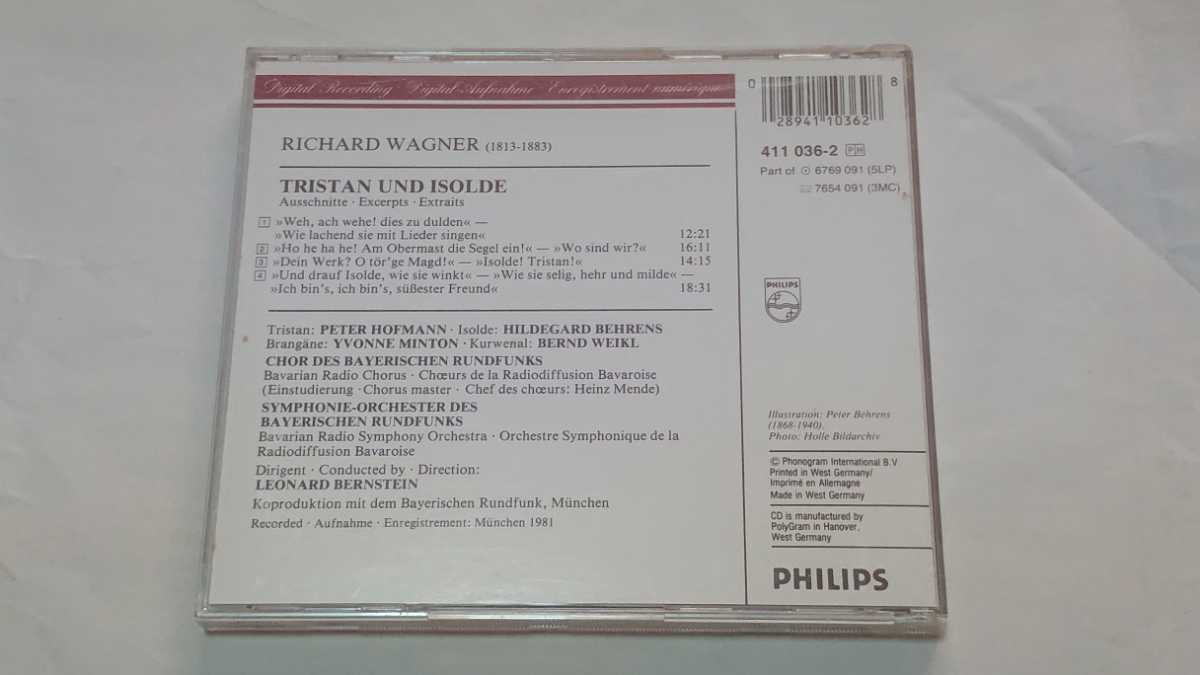 Digital Recording · Digital-Aufnahme · Enregistrement numérique
RICHARD WAGNER (1813-1883)
TRISTAN UND ISOLDE
Ausschnitte · Excerpts · Extraits
1 »Weh, ach wehe! dies zu dulden« —
»Wie lachend sie mit Lieder singen« 12:21
2 »Ho he ha he! Am Obermast die Segel ein!« — »Wo sind wir?« 16:11
3 »Dein Werk? O tör'ge Magd!« — »Isolde! Tristan!« 14:15
4 »Und drauf Isolde, wie sie winkt« — »Wie sie selig, hehr und milde« —
»Ich bin's, ich bin's, süßester Freund« 18:31
Tristan: PETER HOFMANN · Isolde: HILDEGARD BEHRENS
Brangäne: YVONNE MINTON · Kurwenal: BERND WEIKL
CHOR DES BAYERISCHEN RUNDFUNKS
Bavarian Radio Chorus · Chœurs de la Radiodiffusion Bavaroise
(Einstudierung · Chorus master · Chef des chœurs: Heinz Mende)
SYMPHONIE-ORCHESTER DES
BAYERISCHEN RUNDFUNKS
Bavarian Radio Symphony Orchestra · Orchestre Symphonique de la
Radiodiffusion Bavaroise
Dirigent · Conducted by · Direction:
LEONARD BERNSTEIN
Koproduktion mit dem Bayerischen Rundfunk, München
Recorded · Aufnahme · Enregistrement: München 1981
0 28941 10362 8
411 036-2 PH
Part of 6769 091 (5LP)
7654 091 (3MC)
PHILIPS
Illustration: Peter Behrens
(1868-1940).
Photo: Holle Bildarchiv
© Phonogram International B.V
Printed in West Germany/
Imprimé en Allemagne
Made in West Germany
CD is manufactured by
PolyGram in Hanover,
West Germany
PHILIPS